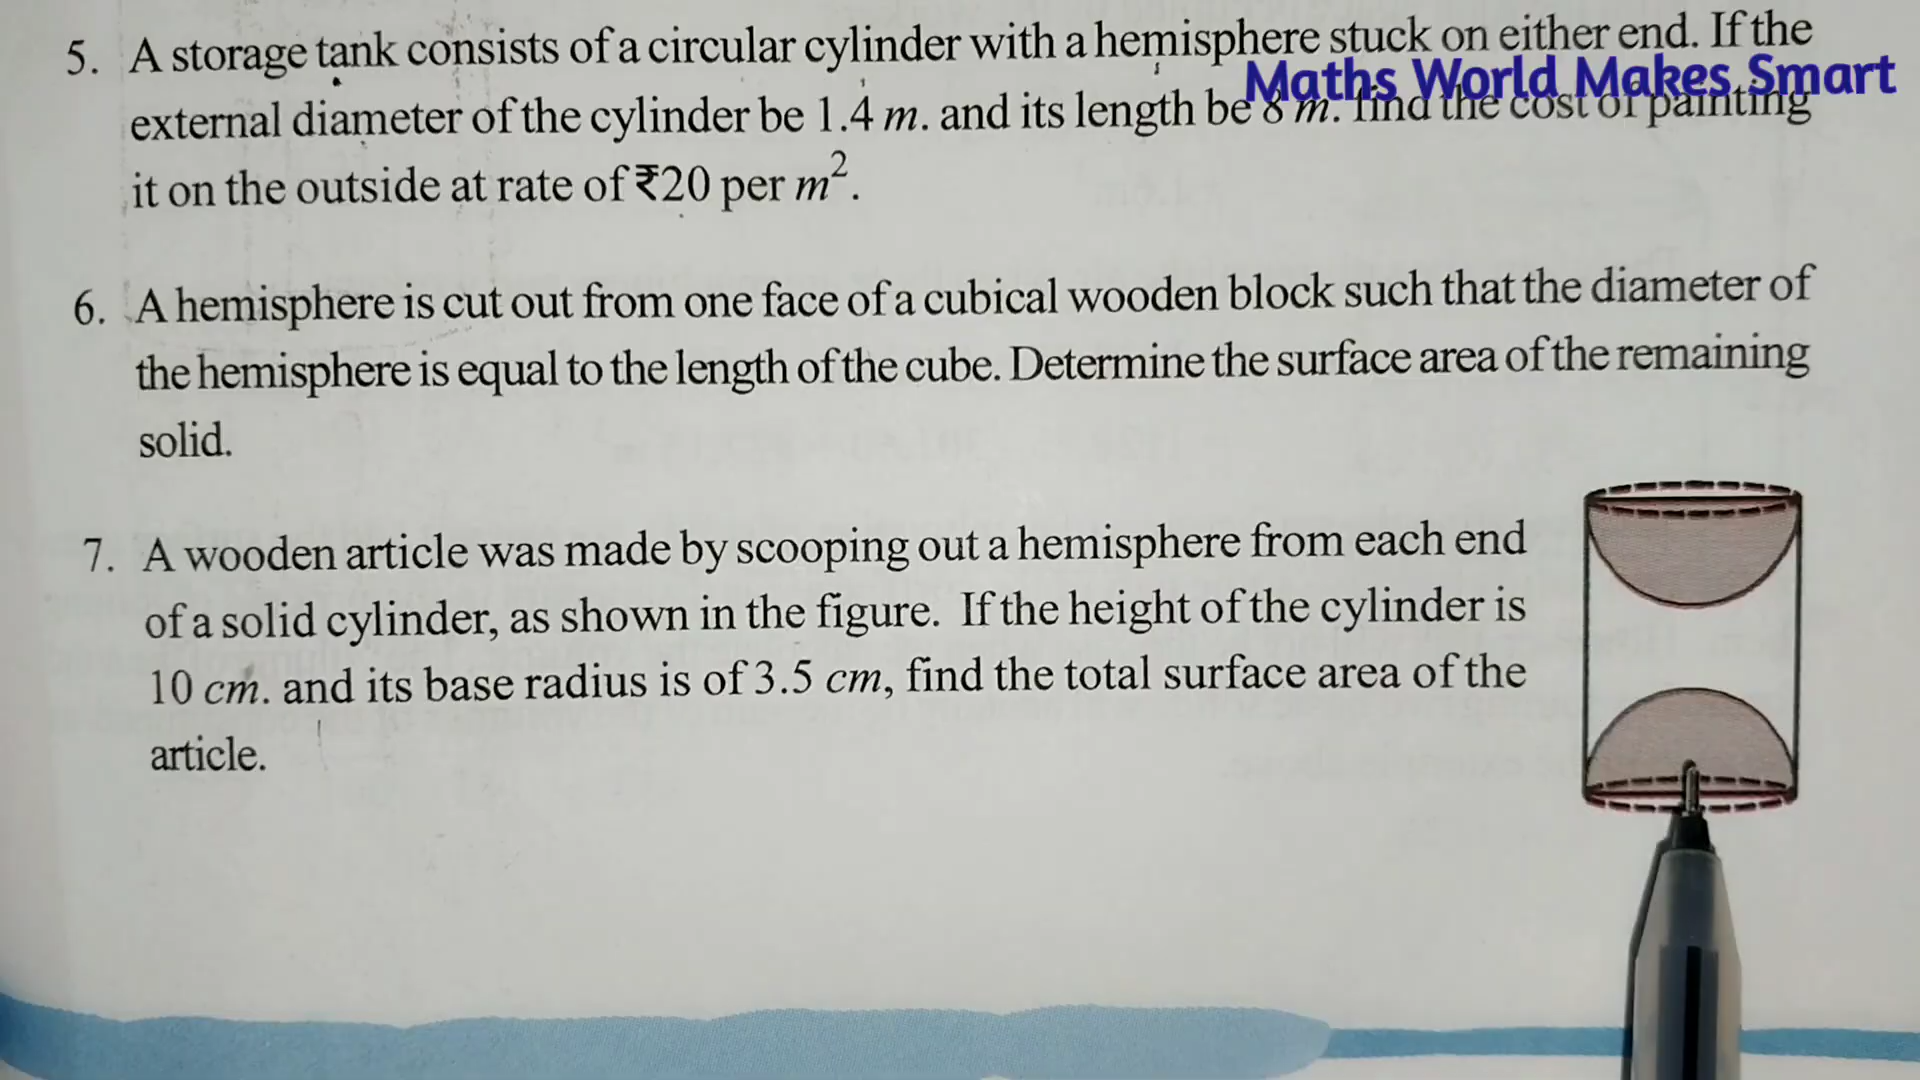 5. A storage tank consists of a circular cylinder with a hemisphere stuck on either end. If the
Maths World Makes Smart
external diameter of the cylinder be 1.4 m. and its length be 8 m. find the cost of painting
it on the outside at rate of ₹20 per m².
6. A hemisphere is cut out from one face of a cubical wooden block such that the diameter of
the hemisphere is equal to the length of the cube. Determine the surface area of the remaining
solid.
7. A wooden article was made by scooping out a hemisphere from each end
of a solid cylinder, as shown in the figure. If the height of the cylinder is
10 cm. and its base radius is of 3.5 cm, find the total surface area of the
article.